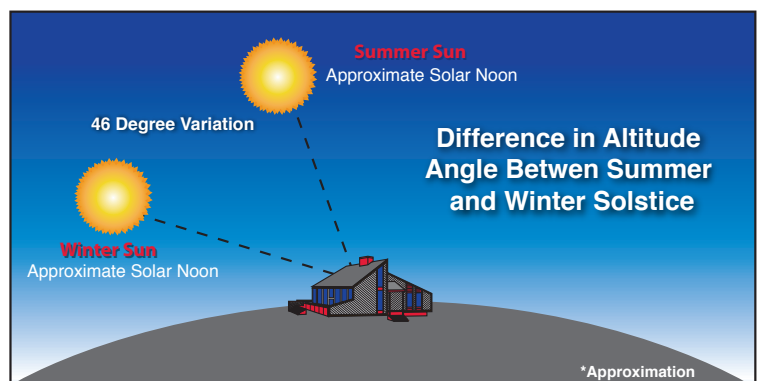 Summer Sun
Approximate Solar Noon
46 Degree Variation
Difference in Altitude
Angle Betwen Summer
and Winter Solstice
Winter Sun
Approximate Solar Noon
*Approximation